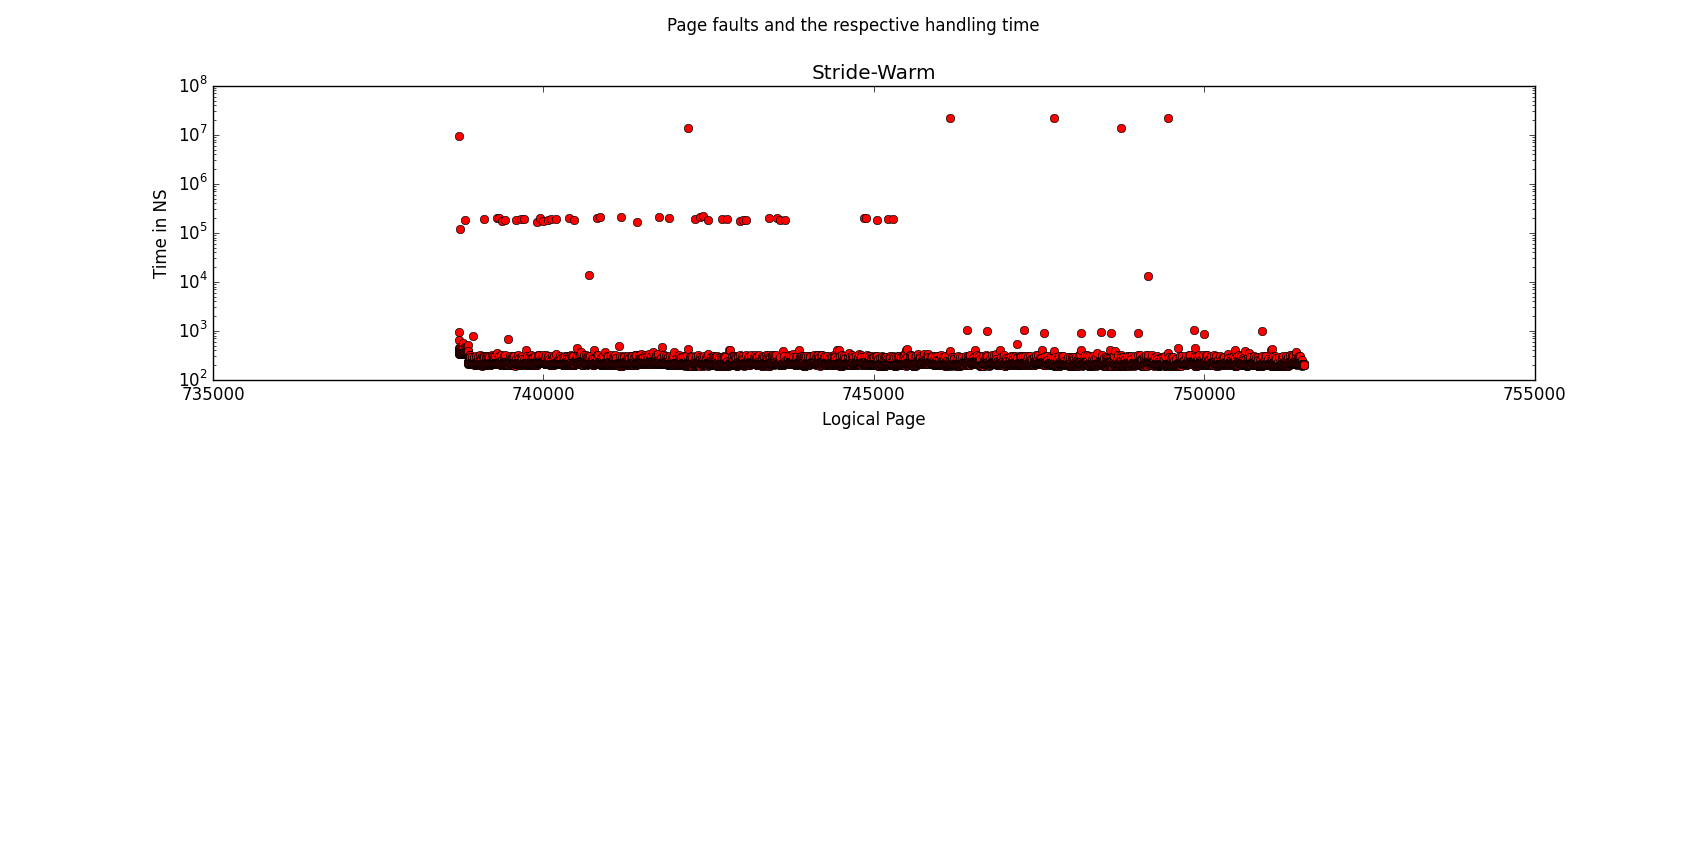 Page faults and the respective handling time
Stride-Warm
10^8
10^7
10^6
10^5
10^4
10^3
10^2
Time in NS
735000 740000 745000 750000 755000
Logical Page